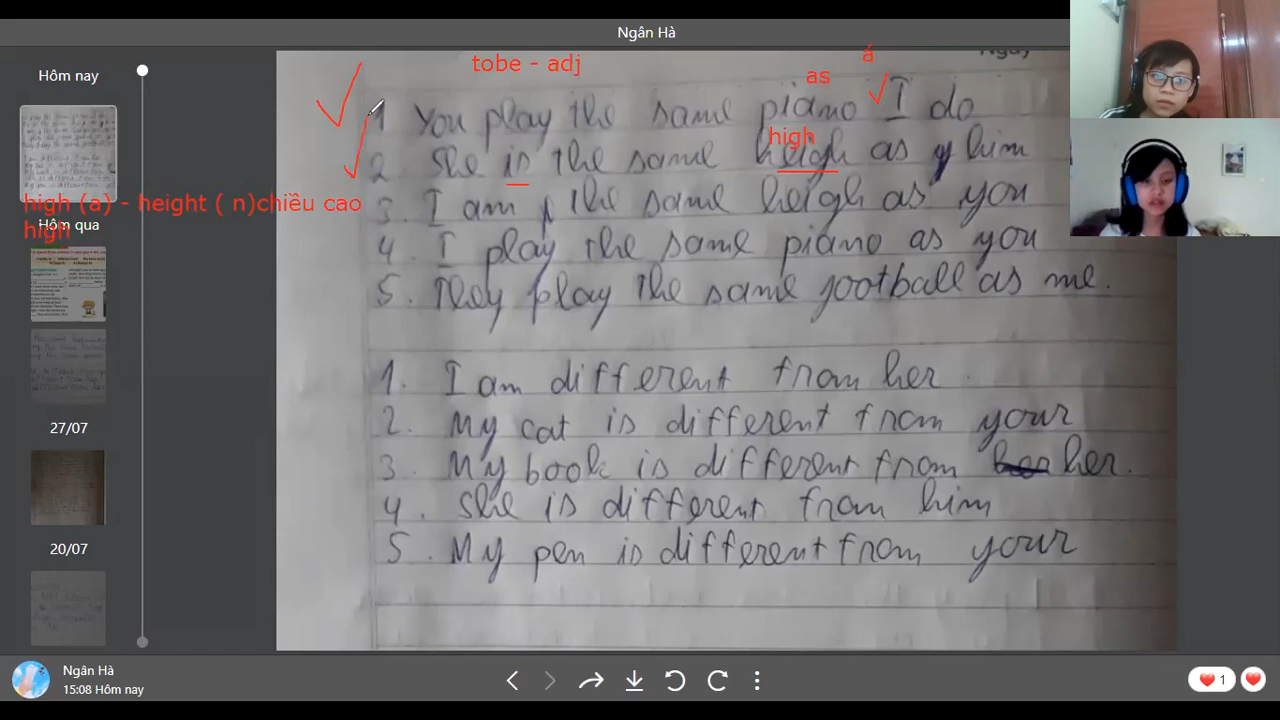 Ngân Hà
Hôm nay
tobe - adj
as
á
1 You play the same piano I do
high
2. She is the same heigh as him
high (a) - height ( n)chiều cao
high
3. I am the same heigh as you
Hôm qua
4. I play the same piano as you
5. They play the same football as me.
1. I am different from her.
2. My cat is different from your
27/07
3. My book is different from her.
4. She is different from him
5. My pen is different from your
20/07
Ngân Hà
15:08 Hôm nay
1